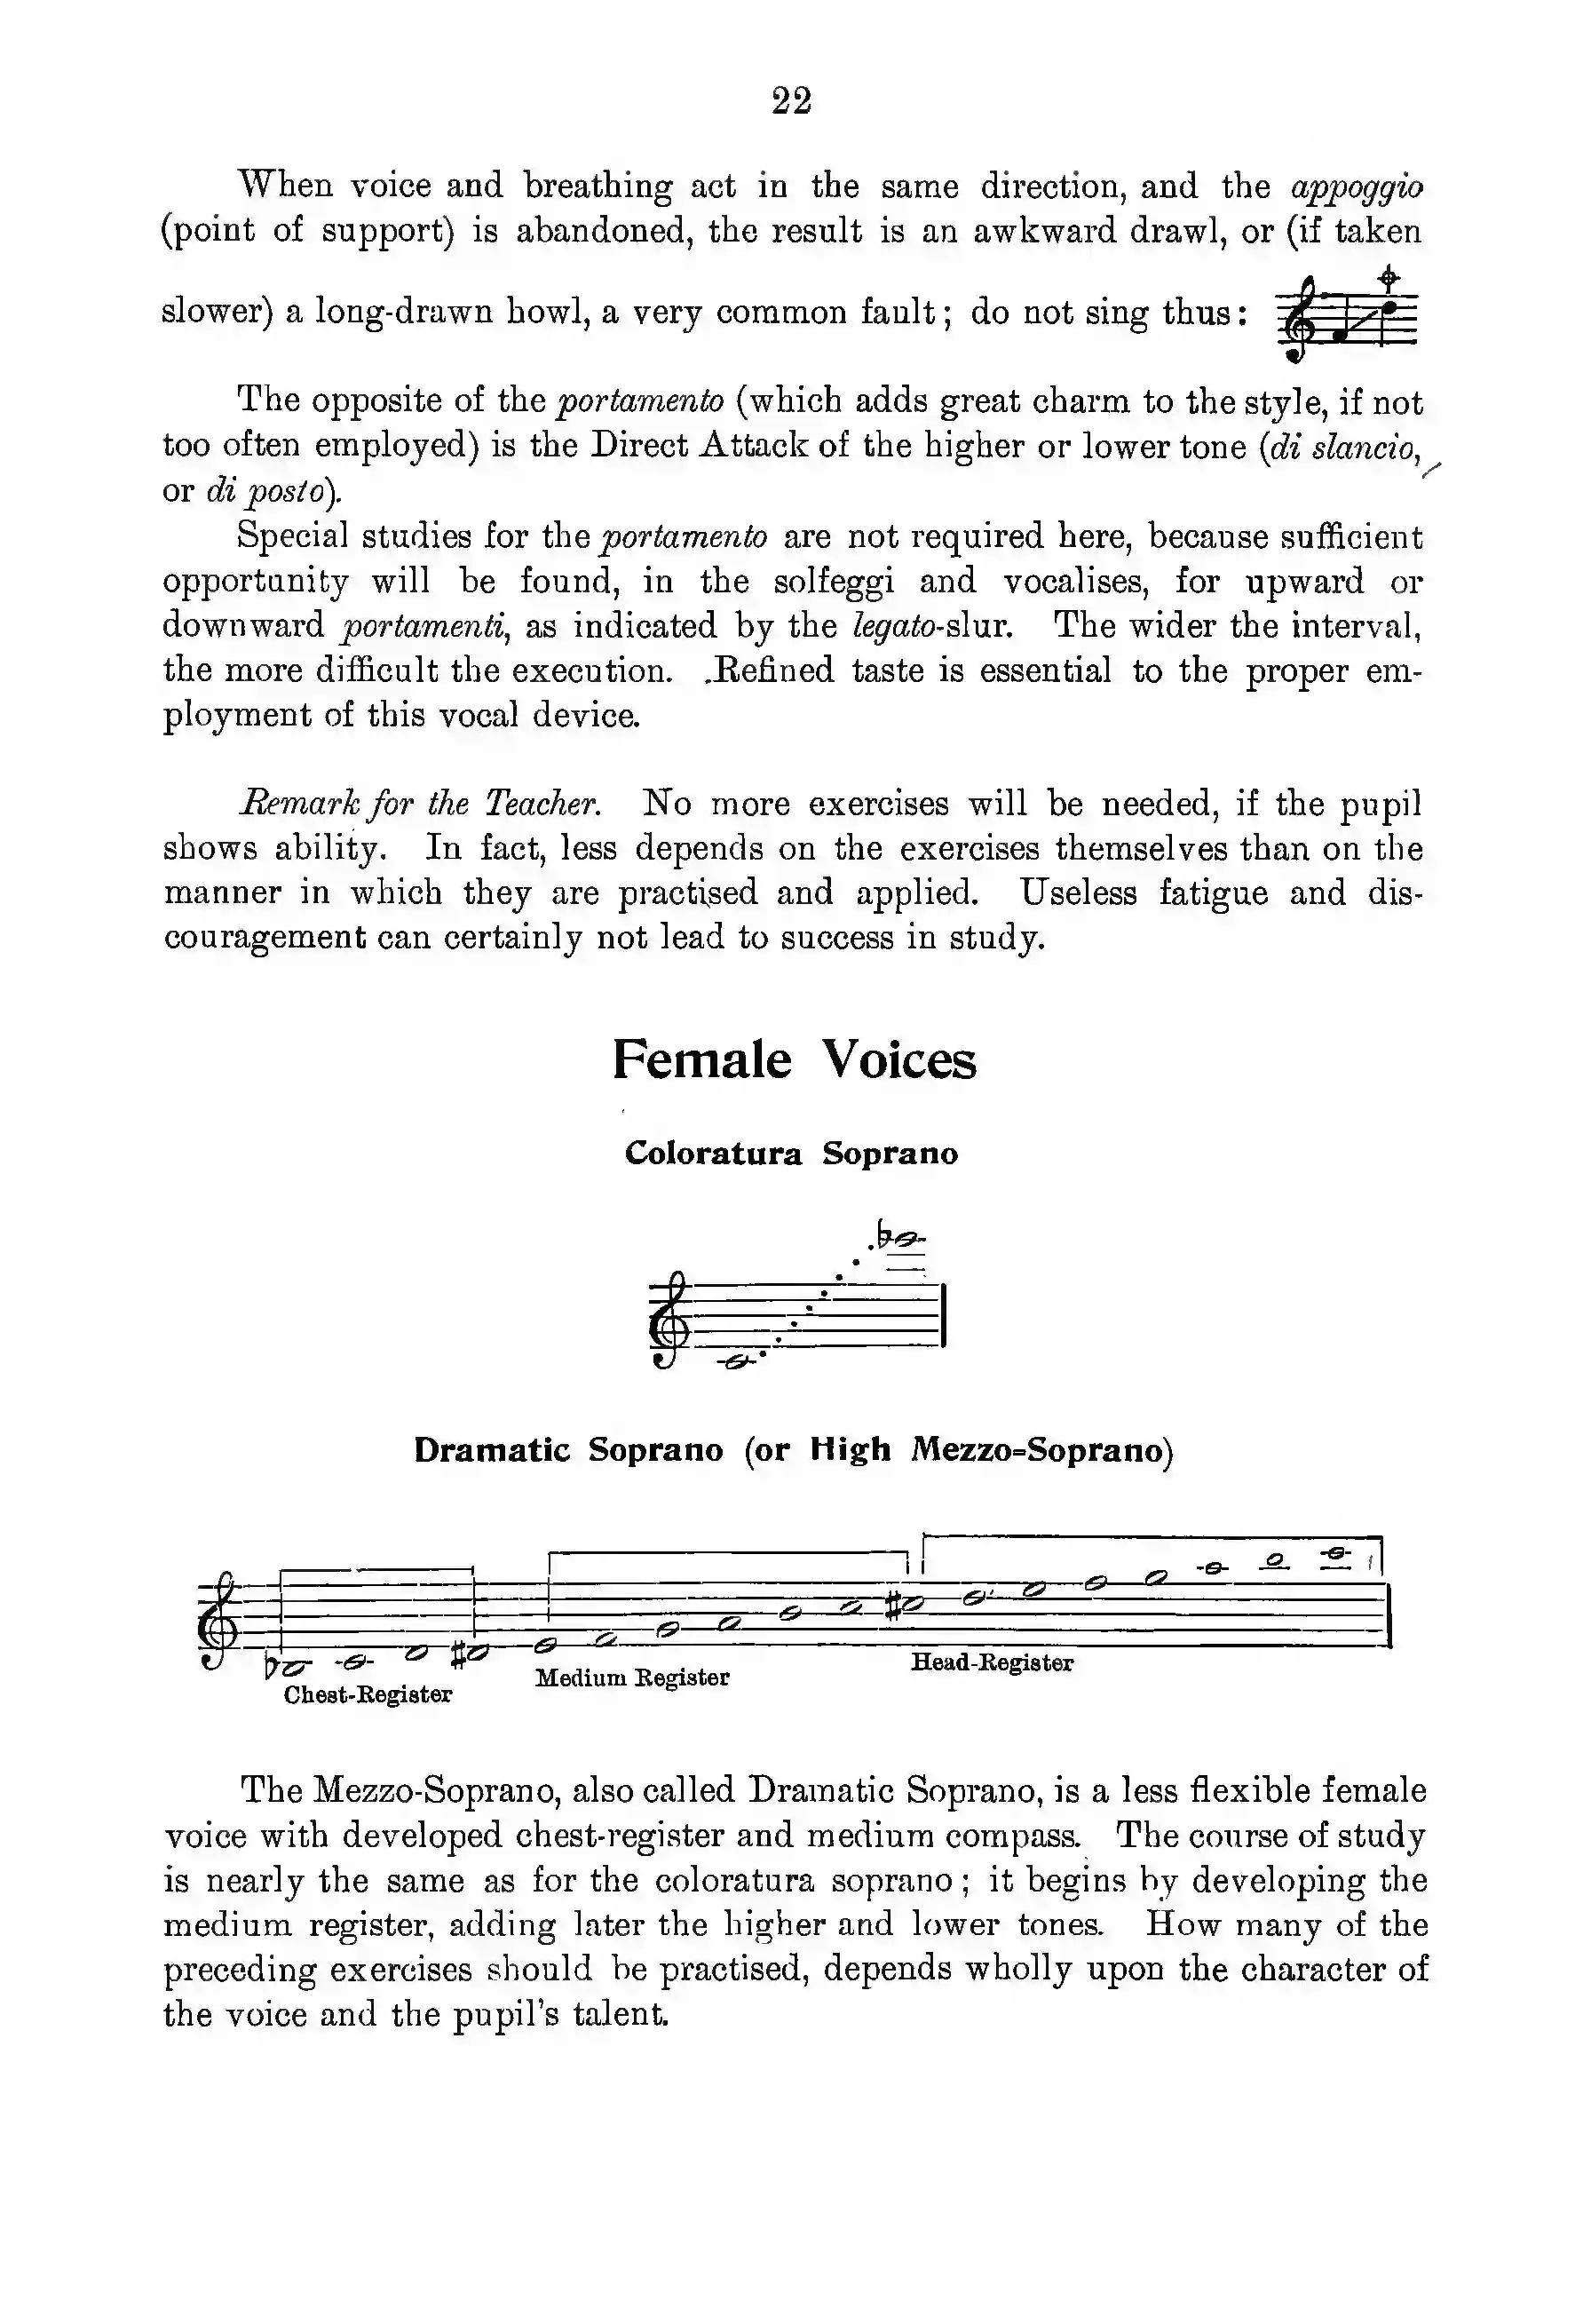 22
When voice and breathing act in the same direction, and the appoggio
(point of support) is abandoned, the result is an awkward drawl, or (if taken
slower) a long-drawn howl, a very common fault; do not sing thus:
The opposite of the portamento (which adds great charm to the style, if not
too often employed) is the Direct Attack of the higher or lower tone (di slancio,
or di posto).
Special studies for the portamento are not required here, because sufficient
opportunity will be found, in the solfeggi and vocalises, for upward or
downward portamenti, as indicated by the legato-slur. The wider the interval,
the more difficult the execution. Refined taste is essential to the proper em-
ployment of this vocal device.
Remark for the Teacher. No more exercises will be needed, if the pupil
shows ability. In fact, less depends on the exercises themselves than on the
manner in which they are practised and applied. Useless fatigue and dis-
couragement can certainly not lead to success in study.
Female Voices
Coloratura Soprano
Dramatic Soprano (or High Mezzo-Soprano)
Chest-Register
Medium Register
Head-Register
The Mezzo-Soprano, also called Dramatic Soprano, is a less flexible female
voice with developed chest-register and medium compass. The course of study
is nearly the same as for the coloratura soprano; it begins by developing the
medium register, adding later the higher and lower tones. How many of the
preceding exercises should be practised, depends wholly upon the character of
the voice and the pupil's talent.